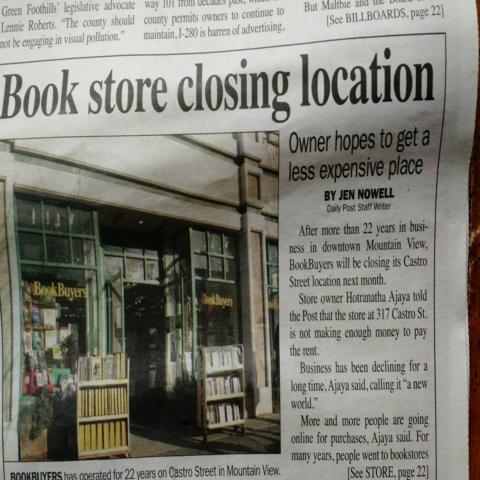 Green Foothills' legislative advocate
Lennie Roberts. "The county should
not be engaging in visual pollution."
way 101 from decades past,
county permits owners to continue to
maintain, I-280 is barren of advertising,
But Maltbie and the Board
[See BILLBOARDS, page 22]
Book store closing location
Owner hopes to get a
less expensive place
BY JEN NOWELL
Daily Post Staff Writer
After more than 22 years in busi-
ness in downtown Mountain View,
BookBuyers will be closing its Castro
Street location next month.
Store owner Hotranatha Ajaya told
the Post that the store at 317 Castro St.
is not making enough money to pay
the rent.
Business has been declining for a
long time, Ajaya said, calling it "a new
world."
More and more people are going
online for purchases, Ajaya said. For
many years, people went to bookstores
[See STORE, page 22]
BookBuyers
BookBuyers
BOOKBUYERS has operated for 22 years on Castro Street in Mountain View.